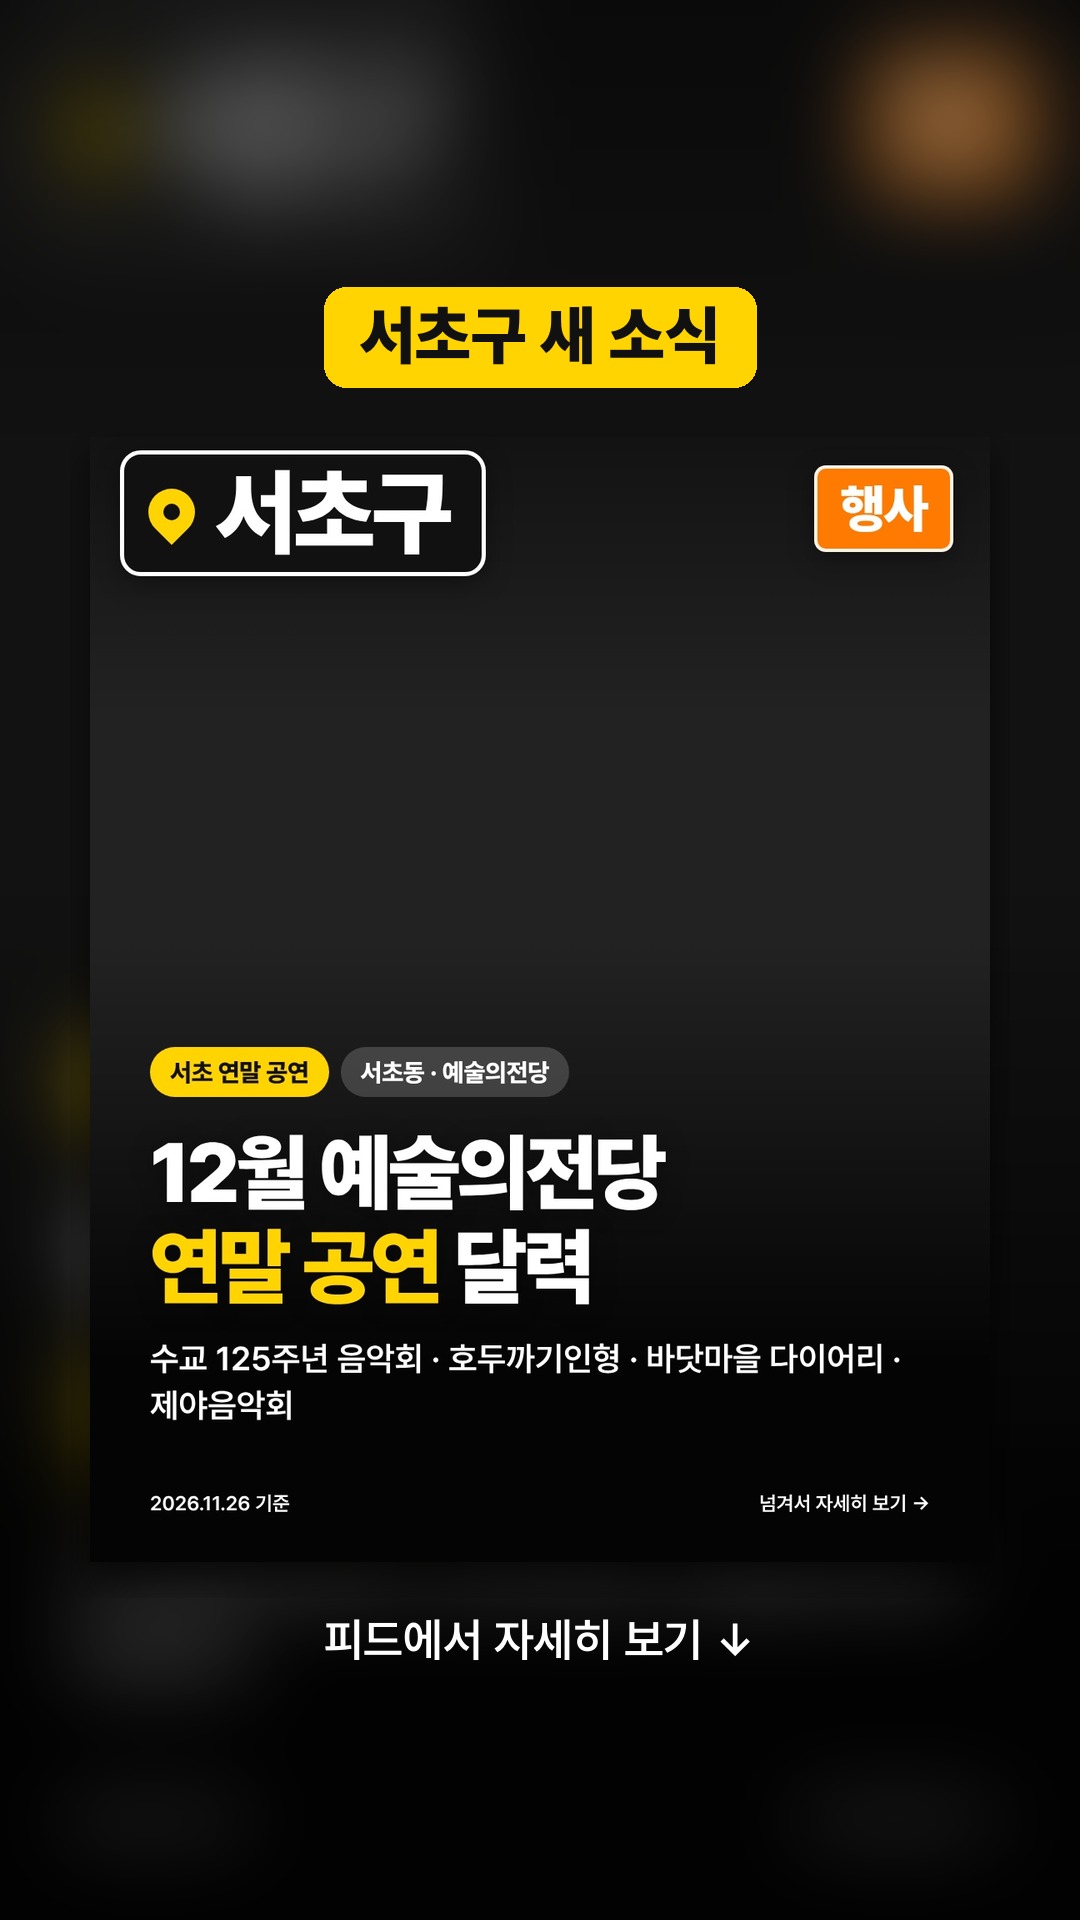 서초구 새 소식
서초구
행사
서초 연말 공연
서초동 · 예술의전당
12월 예술의전당
연말 공연 달력
수교 125주년 음악회 · 호두까기인형 · 바닷마을 다이어리 ·
제야음악회
2026.11.26 기준
넘겨서 자세히 보기 →
피드에서 자세히 보기 ↓